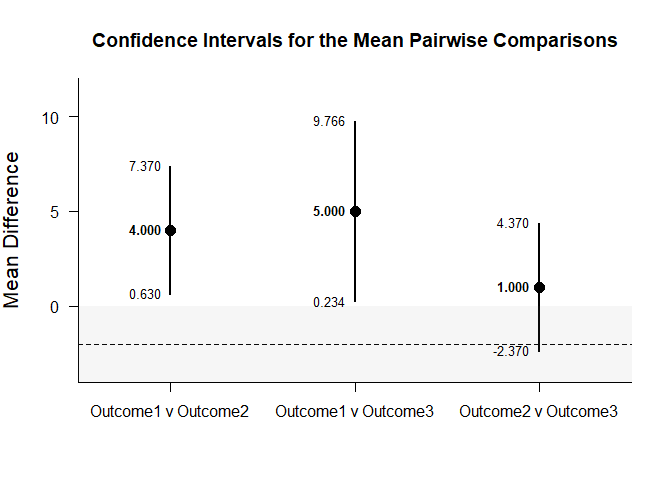 Confidence Intervals for the Mean Pairwise Comparisons
Mean Difference
10
5
0
7.370
4.000
0.630
9.766
5.000
0.234
4.370
1.000
-2.370
Outcome1 v Outcome2
Outcome1 v Outcome3
Outcome2 v Outcome3